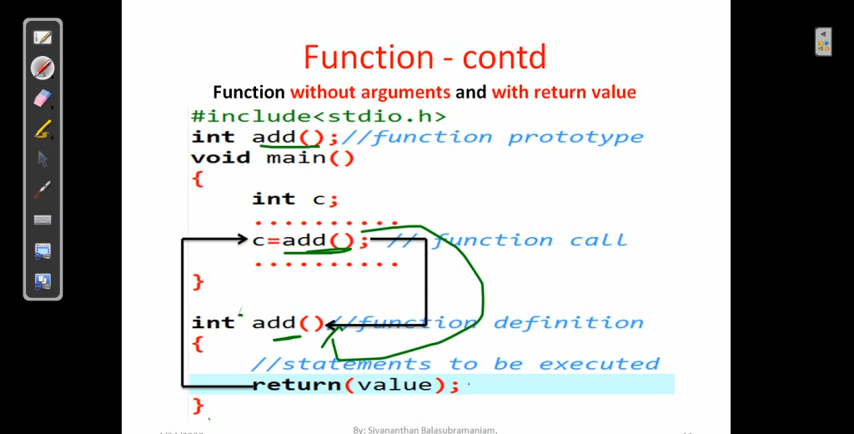 Function - contd
Function without arguments and with return value
#include<stdio.h>
int add();//function prototype
void main()
{
int c;
..........
c=add(); // function call
..........
}
int add()//function definition
{
//statements to be executed
return(value);
}
By: Sivananthan Balasubramaniam,